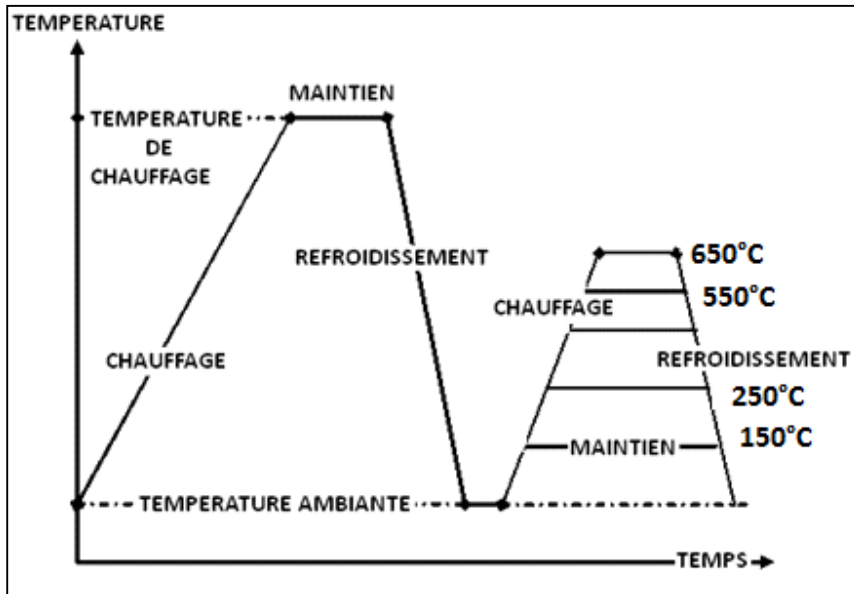 TEMPERATURE
MAINTIEN
TEMPERATURE
DE
CHAUFFAGE
REFROIDISSEMENT
650°C
550°C
CHAUFFAGE
CHAUFFAGE
REFROIDISSEMENT
250°C
150°C
MAINTIEN
TEMPERATURE AMBIANTE
TEMPS